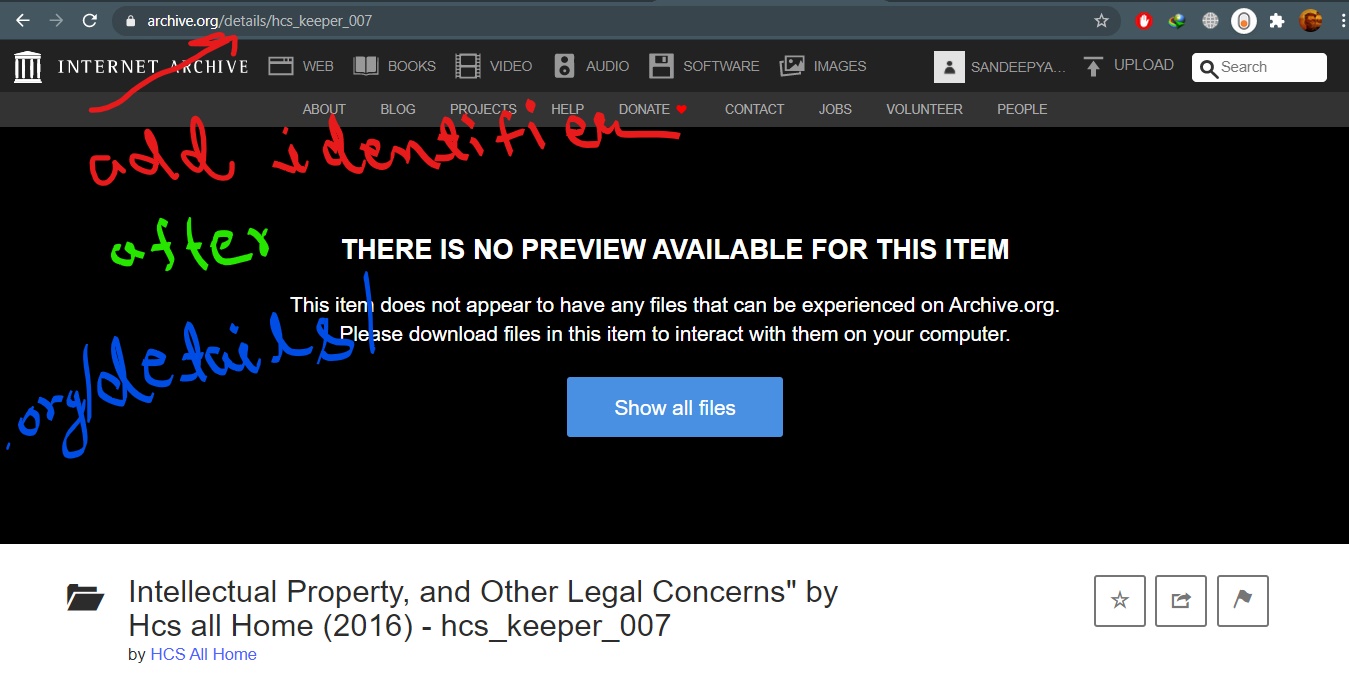 archive.org/details/hcs_keeper_007
INTERNET ARCHIVE WEB BOOKS VIDEO AUDIO SOFTWARE IMAGES SANDEEPYA... UPLOAD Search
ABOUT BLOG PROJECTS HELP DONATE CONTACT JOBS VOLUNTEER PEOPLE
add identifier
after
THERE IS NO PREVIEW AVAILABLE FOR THIS ITEM
This item does not appear to have any files that can be experienced on Archive.org.
Please download files in this item to interact with them on your computer.
.org/details/
Show all files
Intellectual Property, and Other Legal Concerns" by
Hcs all Home (2016) - hcs_keeper_007
by HCS All Home